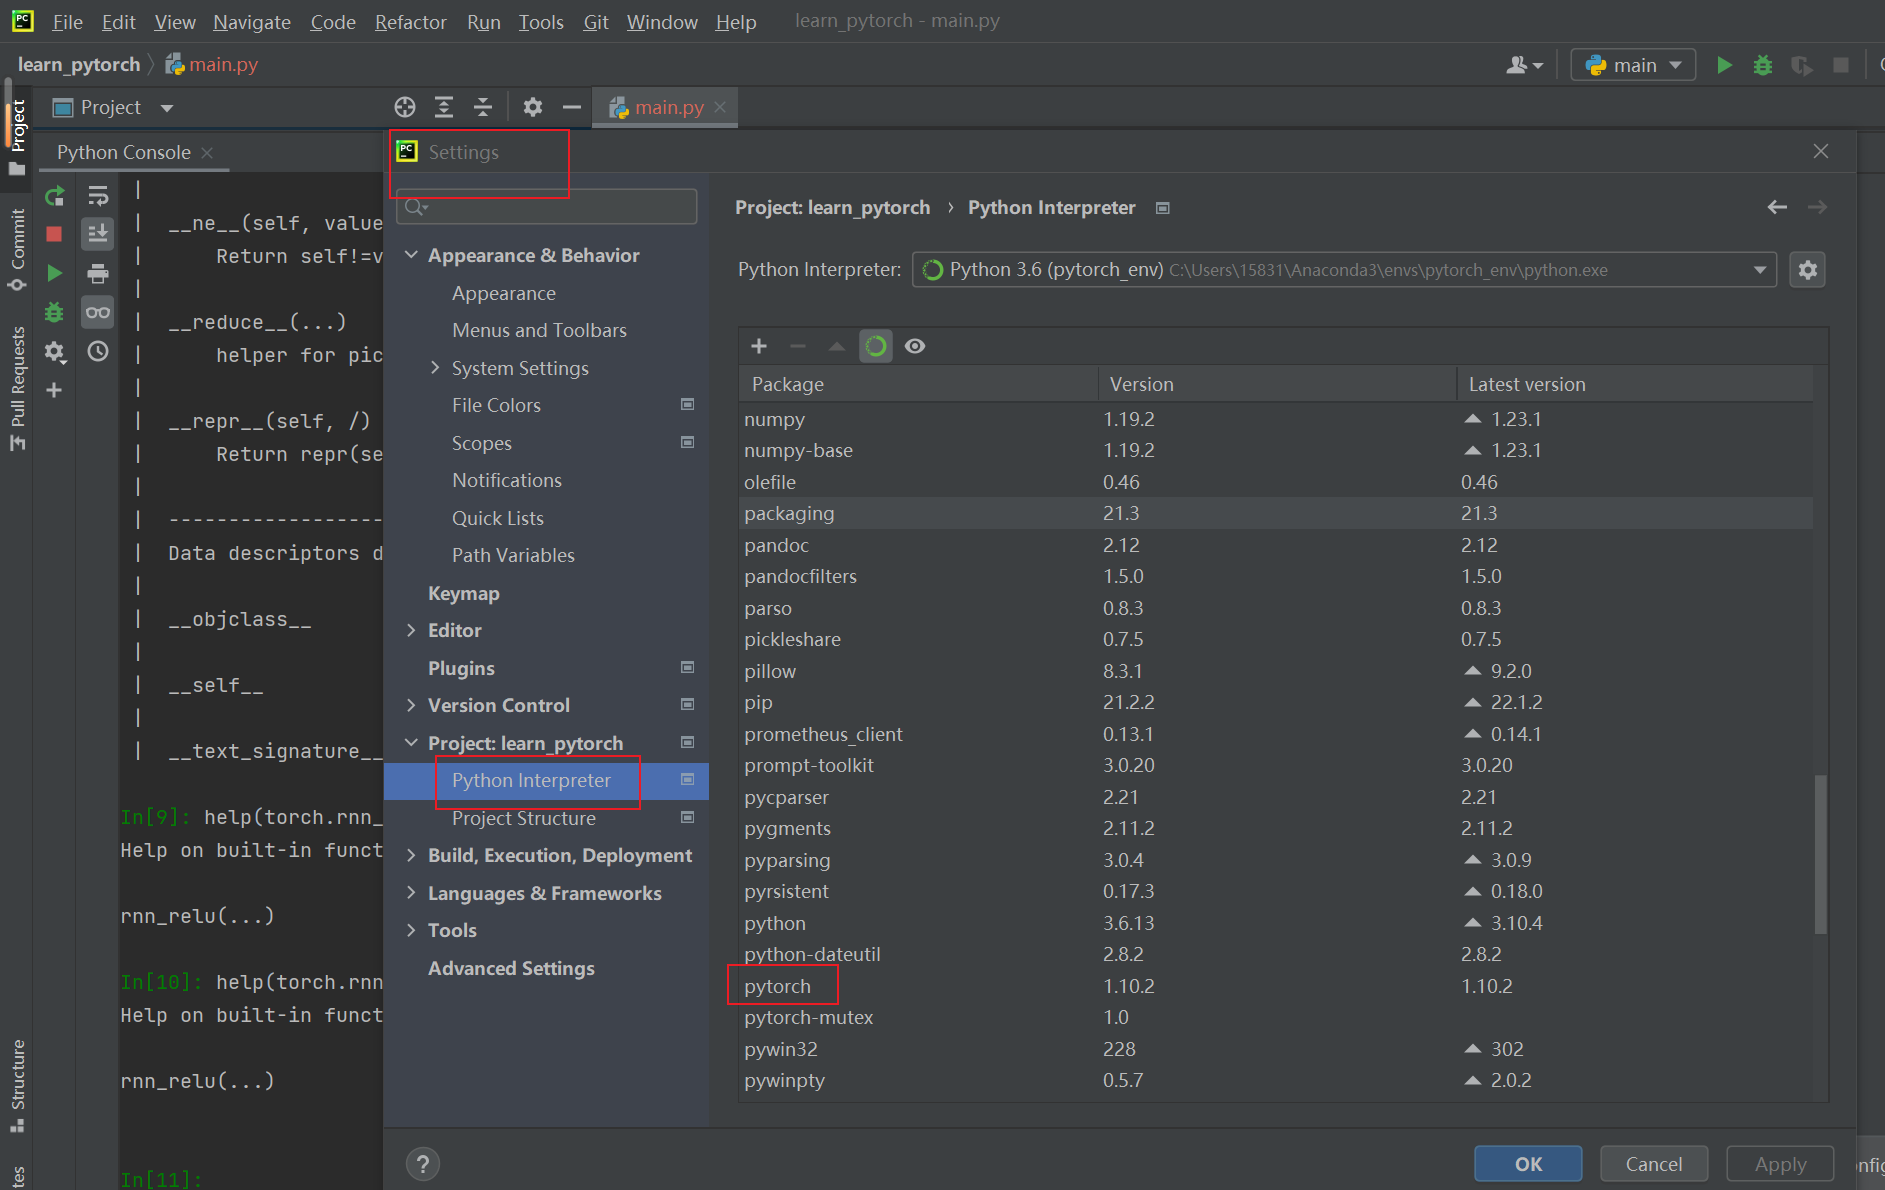 File Edit View Navigate Code Refactor Run Tools Git Window Help learn_pytorch - main.py
learn_pytorch main.py main
Project main.py
Project
Commit
Pull Requests
Structure
Python Console
|
| __ne__(self, value
| Return self!=v
|
| __reduce__(...)
| helper for pic
|
| __repr__(self, /)
| Return repr(se
|
| ------------------
| Data descriptors d
|
| __objclass__
|
| __self__
|
| __text_signature__
In[9]: help(torch.rnn_
Help on built-in funct
rnn_relu(...)
In[10]: help(torch.rnn
Help on built-in funct
rnn_relu(...)
In[11]:
Settings
Appearance & Behavior
Appearance
Menus and Toolbars
System Settings
File Colors
Scopes
Notifications
Quick Lists
Path Variables
Keymap
Editor
Plugins
Version Control
Project: learn_pytorch
Python Interpreter
Project Structure
Build, Execution, Deployment
Languages & Frameworks
Tools
Advanced Settings
Project: learn_pytorch › Python Interpreter
Python Interpreter: Python 3.6 (pytorch_env) C:\Users\15831\Anaconda3\envs\pytorch_env\python.exe
Package Version Latest version
numpy 1.19.2 1.23.1
numpy-base 1.19.2 1.23.1
olefile 0.46 0.46
packaging 21.3 21.3
pandoc 2.12 2.12
pandocfilters 1.5.0 1.5.0
parso 0.8.3 0.8.3
pickleshare 0.7.5 0.7.5
pillow 8.3.1 9.2.0
pip 21.2.2 22.1.2
prometheus_client 0.13.1 0.14.1
prompt-toolkit 3.0.20 3.0.20
pycparser 2.21 2.21
pygments 2.11.2 2.11.2
pyparsing 3.0.4 3.0.9
pyrsistent 0.17.3 0.18.0
python 3.6.13 3.10.4
python-dateutil 2.8.2 2.8.2
pytorch 1.10.2 1.10.2
pytorch-mutex 1.0
pywin32 228 302
pywinpty 0.5.7 2.0.2
? OK Cancel Apply